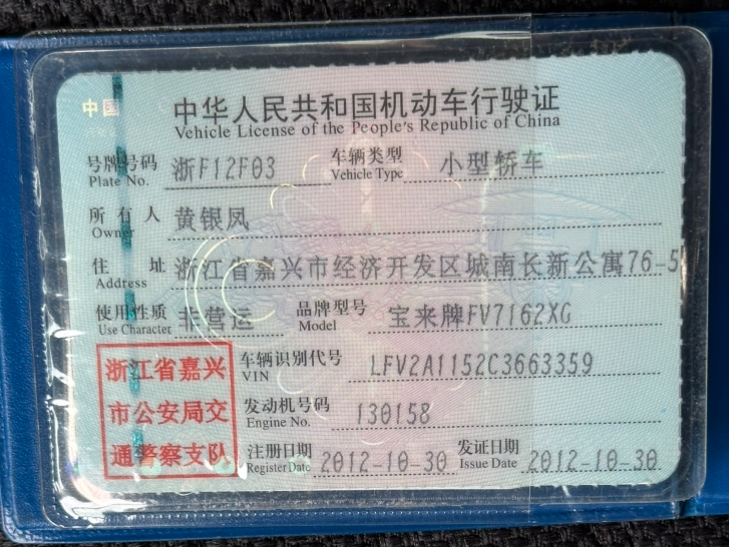 中国
中华人民共和国机动车行驶证
Vehicle License of the People's Republic of China
号牌号码 Plate No. 浙F12F03 车辆类型 Vehicle Type 小型轿车
所有人 Owner 黄银凤
住址 Address 浙江省嘉兴市经济开发区城南长新公寓76-5
使用性质 Use Character 非营运 品牌型号 Model 宝来牌FV7162XG
浙江省嘉兴
市公安局交
通警察支队
车辆识别代号 VIN LFV2A1152C3663359
发动机号码 Engine No. 130158
注册日期 Register Date 2012-10-30 发证日期 Issue Date 2012-10-30